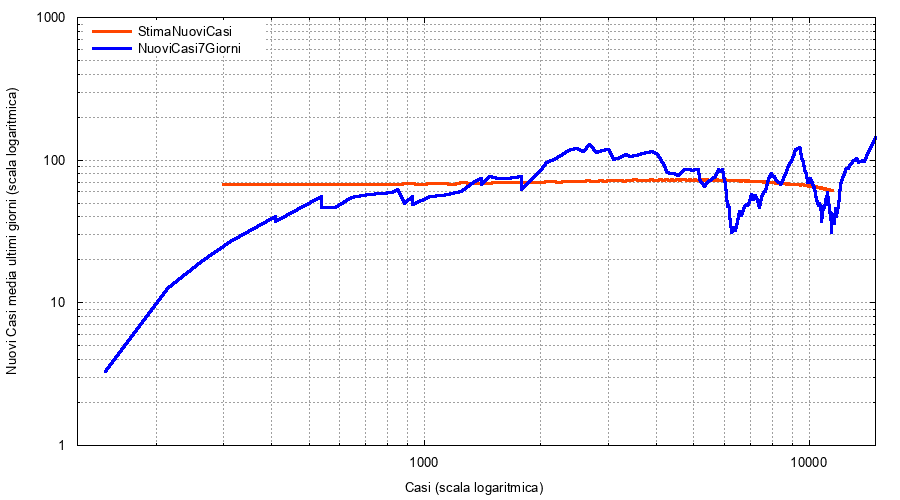 1000
StimaNuoviCasi
NuoviCasi7Giorni
100
10
1
1000
10000
Nuovi Casi media ultimi giorni (scala logaritmica)
Casi (scala logaritmica)